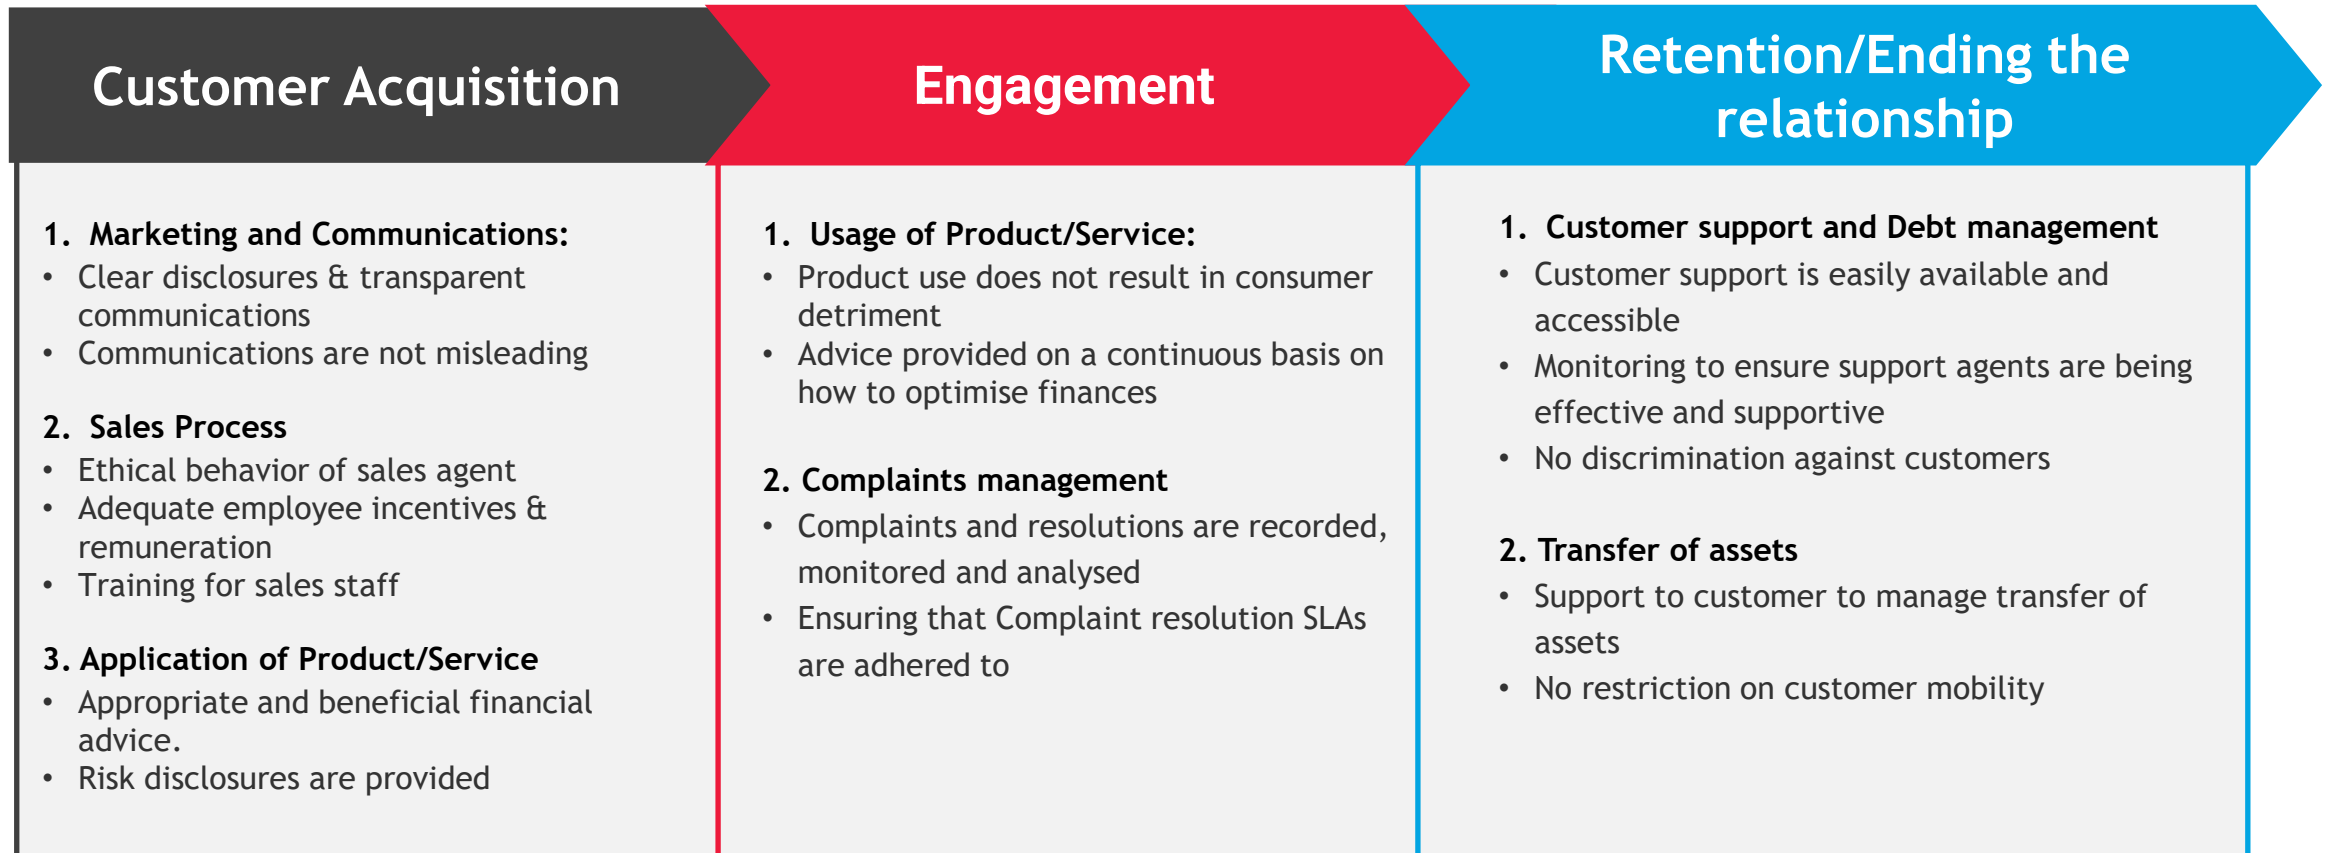 Customer Acquisition
Engagement
Retention/Ending the
relationship
1. Marketing and Communications:
• Clear disclosures & transparent
communications
• Communications are not misleading
2. Sales Process
• Ethical behavior of sales agent
• Adequate employee incentives &
remuneration
• Training for sales staff
3. Application of Product/Service
• Appropriate and beneficial financial
advice.
• Risk disclosures are provided
1. Usage of Product/Service:
• Product use does not result in consumer
detriment
• Advice provided on a continuous basis on
how to optimise finances
2. Complaints management
• Complaints and resolutions are recorded,
monitored and analysed
• Ensuring that Complaint resolution SLAs
are adhered to
1. Customer support and Debt management
• Customer support is easily available and
accessible
• Monitoring to ensure support agents are being
effective and supportive
• No discrimination against customers
2. Transfer of assets
• Support to customer to manage transfer of
assets
• No restriction on customer mobility